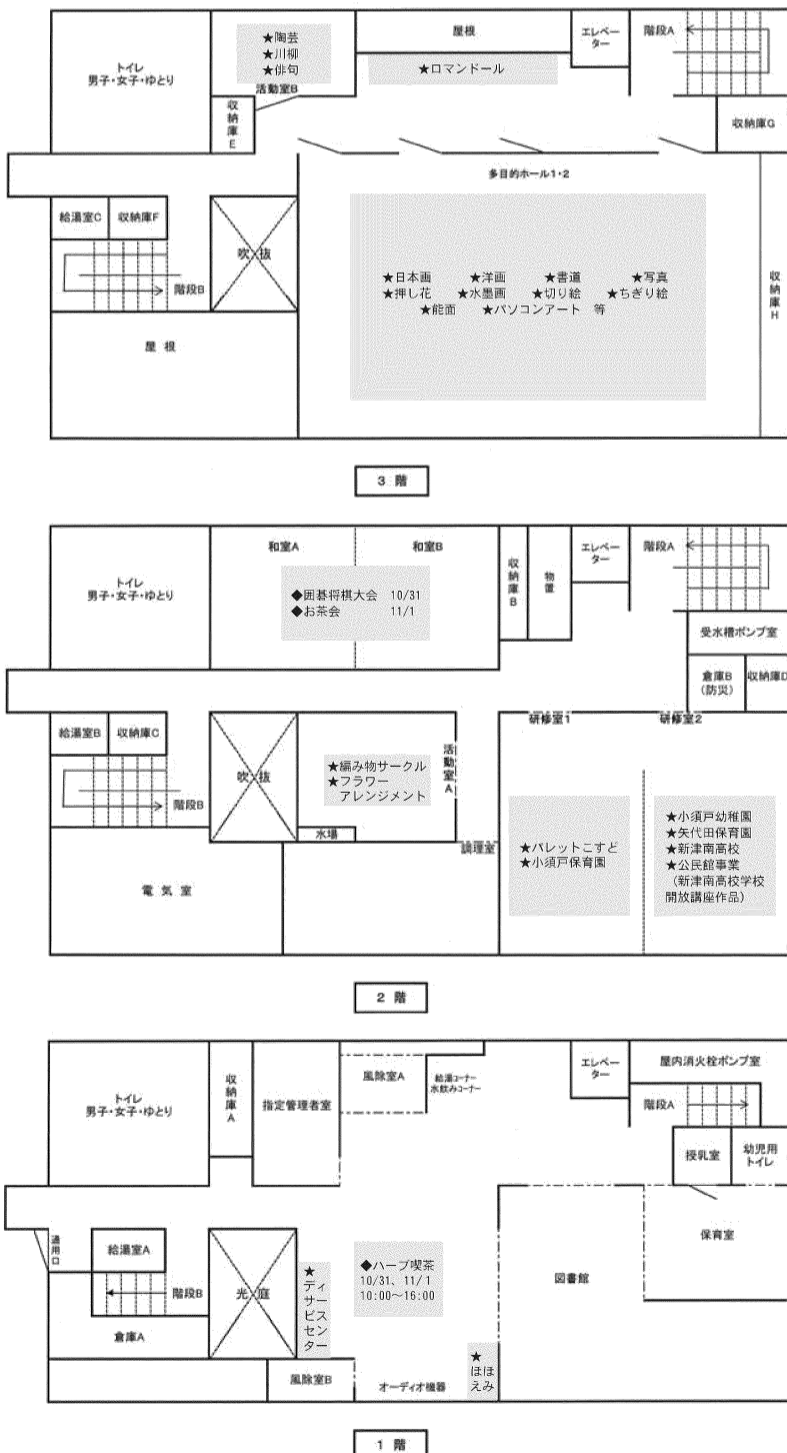 トイレ
男子・女子・ゆとり
★陶芸
★川柳
★俳句
活動室B
収納庫E
屋根
★ロマンドール
エレベーター
階段A
収納庫G
多目的ホール1・2
給湯室C
収納庫F
階段B
吹抜
屋根
★日本画 ★洋画 ★書道 ★写真
★押し花 ★水墨画 ★切り絵 ★ちぎり絵
★能面 ★パソコンアート 等
収納庫H
3 階
トイレ
男子・女子・ゆとり
和室A
和室B
◆囲碁将棋大会 10/31
◆お茶会 11/1
収納庫B
物置
エレベーター
階段A
受水槽ポンプ室
倉庫B
(防災)
収納庫D
給湯室B
収納庫C
階段B
吹抜
★編み物サークル
★フラワー
アレンジメント
活動室A
水場
調理室
電気室
研修室1
研修室2
★パレットこすど
★小須戸保育園
★小須戸幼稚園
★矢代田保育園
★新津南高校
★公民館事業
(新津南高校学校
開放講座作品)
2 階
トイレ
男子・女子・ゆとり
収納庫A
指定管理者室
風除室A
給湯コーナー
水飲みコーナー
エレベーター
屋内消火栓ポンプ室
階段A
授乳室
幼児用
トイレ
保育室
図書館
通用口
給湯室A
階段B
倉庫A
光庭
★ディサービスセンター
◆ハーブ喫茶
10/31、11/1
10:00～16:00
★
ほほ
えみ
風除室B
オーディオ機器
1 階